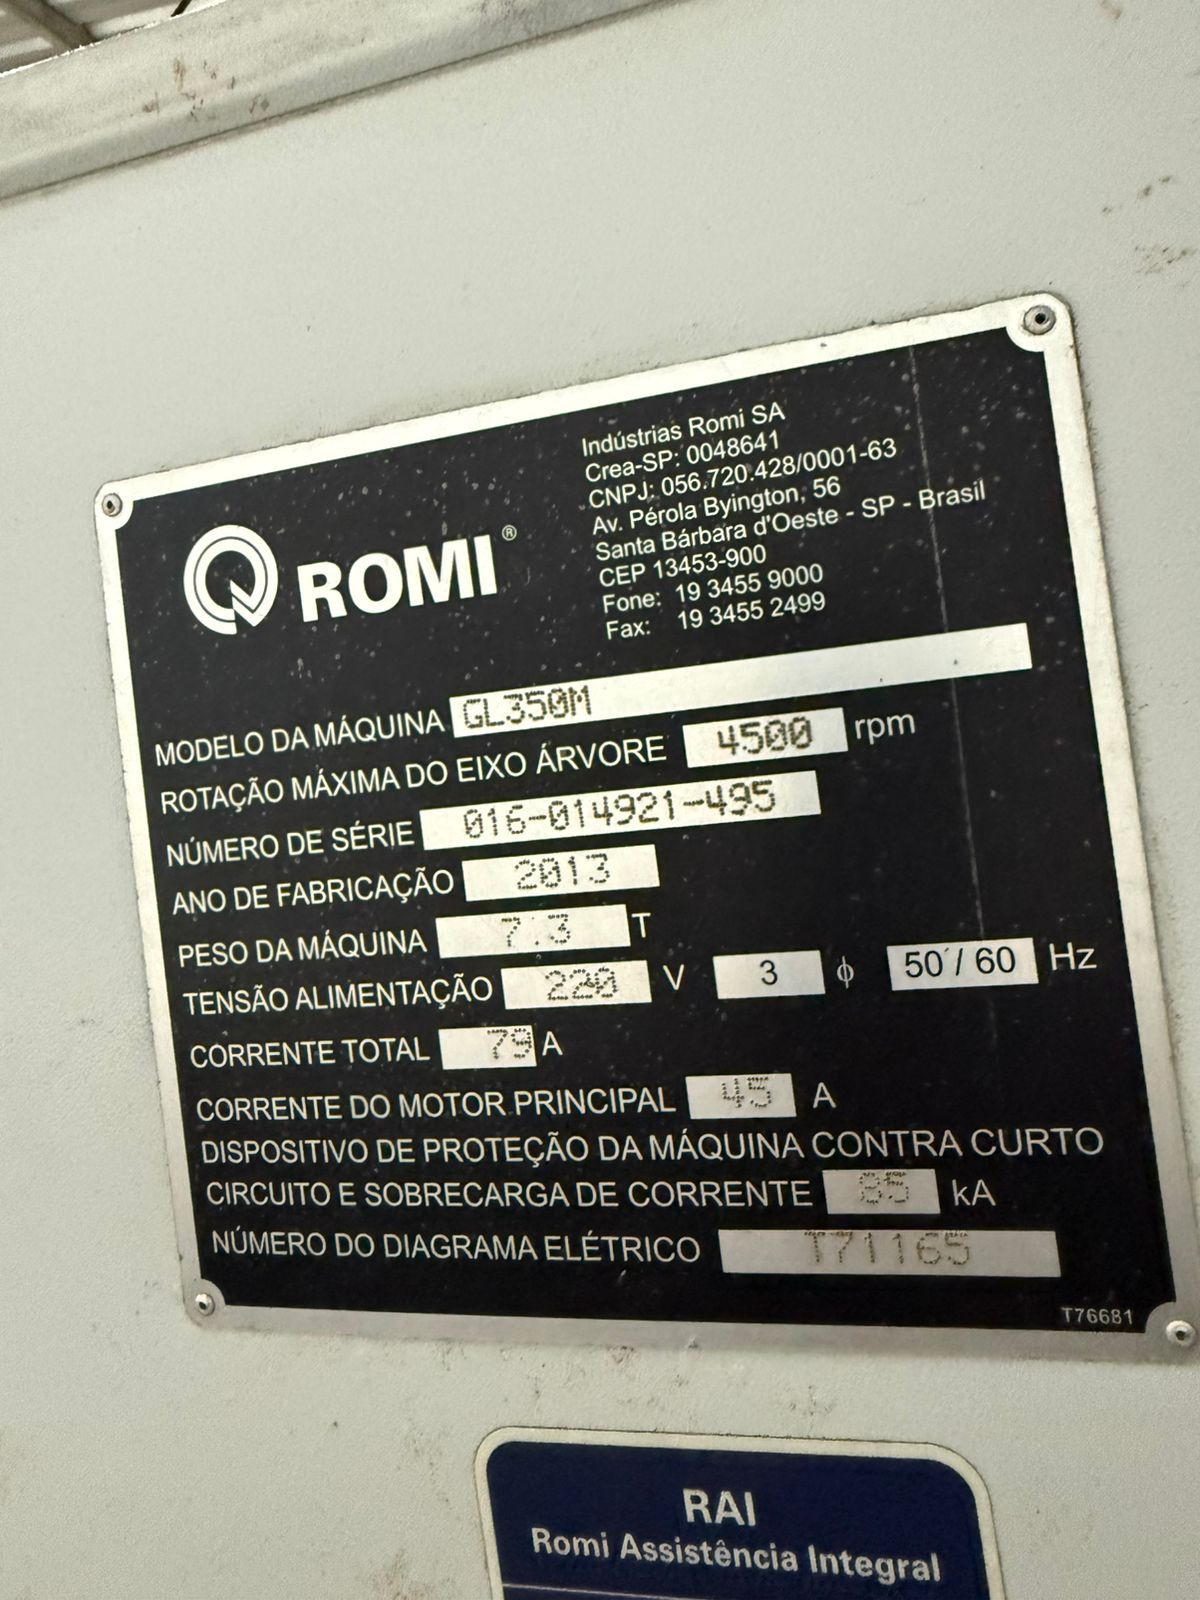 ROMI®
Indústrias Romi SA
Crea-SP: 0048641
CNPJ: 056.720.428/0001-63
Av. Pérola Byington, 56
Santa Bárbara d'Oeste - SP - Brasil
CEP 13453-900
Fone: 19 3455 9000
Fax: 19 3455 2499
MODELO DA MÁQUINA GL350M
ROTAÇÃO MÁXIMA DO EIXO ÁRVORE 4500 rpm
NÚMERO DE SÉRIE 016-014921-495
ANO DE FABRICAÇÃO 2013
PESO DA MÁQUINA 7.3 T
TENSÃO ALIMENTAÇÃO 220 V 3 ϕ 50 / 60 Hz
CORRENTE TOTAL 79 A
CORRENTE DO MOTOR PRINCIPAL 45 A
DISPOSITIVO DE PROTEÇÃO DA MÁQUINA CONTRA CURTO
CIRCUITO E SOBRECARGA DE CORRENTE 85 kA
NÚMERO DO DIAGRAMA ELÉTRICO T71165
T76681
RAI
Romi Assistência Integral